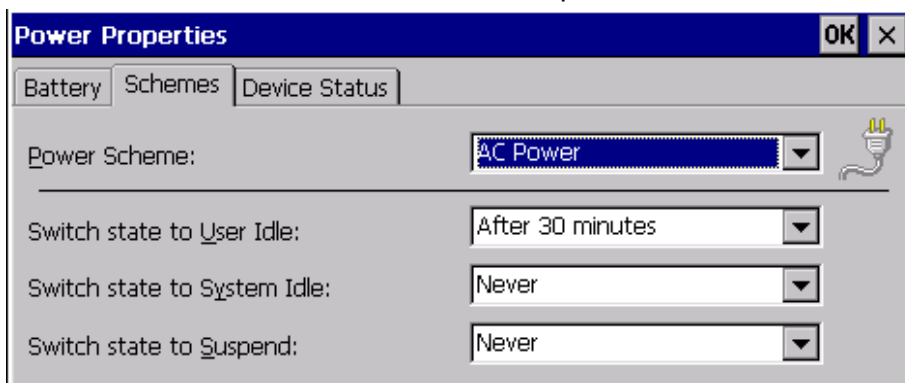 Power Properties OK ×
Battery Schemes Device Status
Power Scheme: AC Power
Switch state to User Idle: After 30 minutes
Switch state to System Idle: Never
Switch state to Suspend: Never